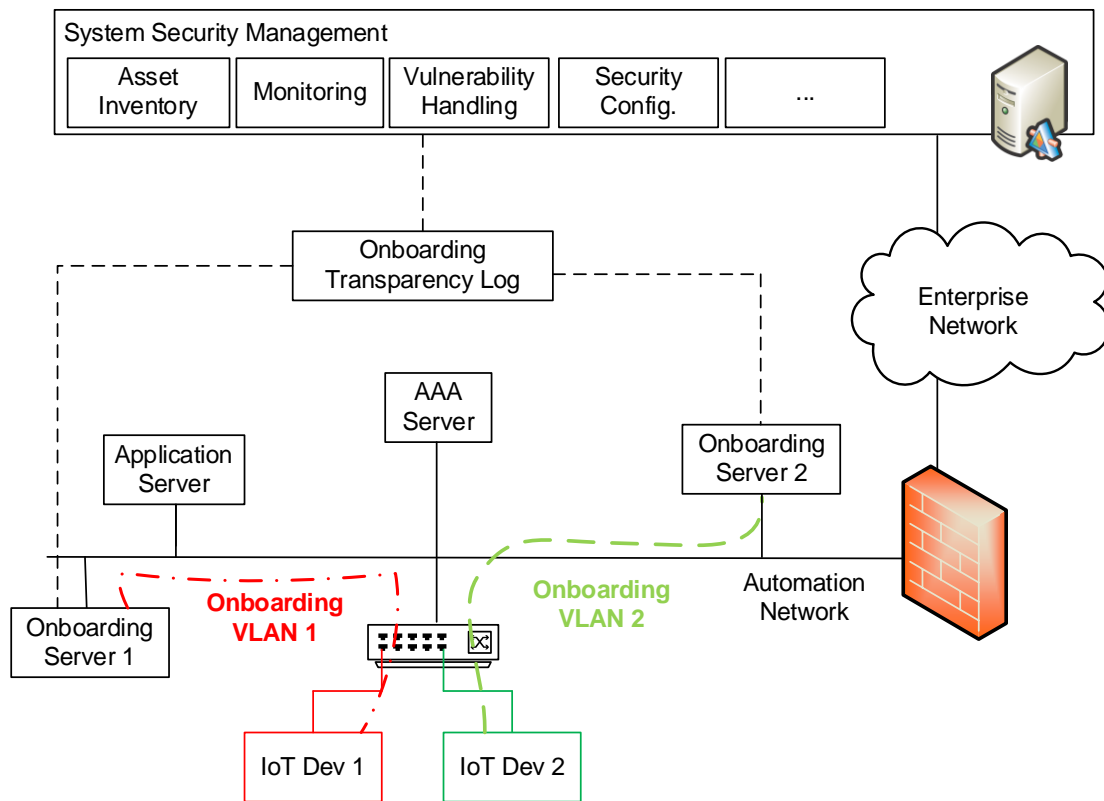 System Security Management
Asset
Inventory
Monitoring
Vulnerability
Handling
Security
Config.
...
Onboarding
Transparency Log
Enterprise
Network
AAA
Server
Application
Server
Onboarding
Server 2
Onboarding
VLAN 1
Onboarding
VLAN 2
Automation
Network
Onboarding
Server 1
IoT Dev 1
IoT Dev 2